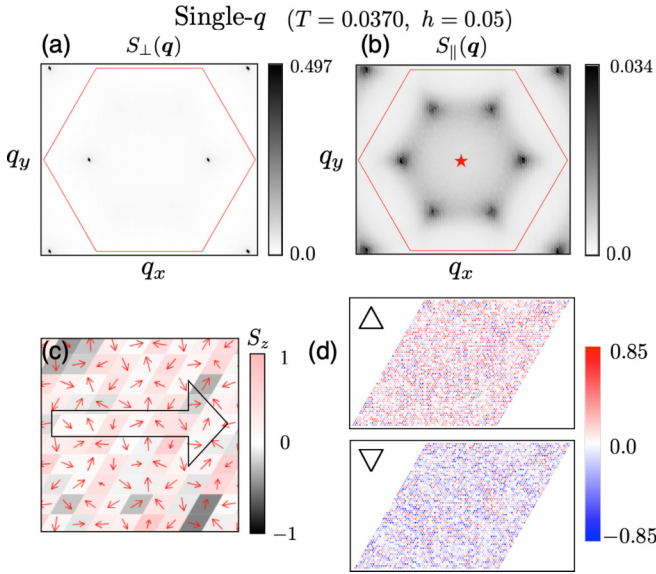 Single-q (T = 0.0370, h = 0.05)
(a) S⊥(q)
(b) S∥(q)
0.497
0.0
0.034
0.0
qy
qx
qy
qx
(c)
Sz
1
0
−1
(d)
0.85
0.0
−0.85